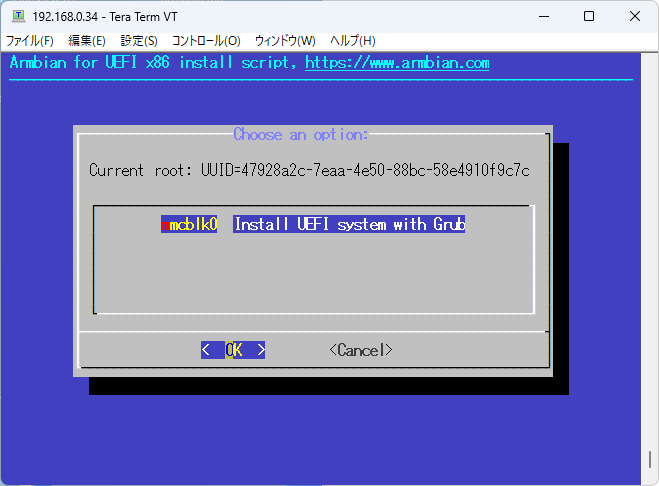 192.168.0.34 - Tera Term VT
ファイル(F) 編集(E) 設定(S) コントロール(O) ウィンドウ(W) ヘルプ(H)
Armbian for UEFI x86 install script, https://www.armbian.com
Choose an option:
Current root: UUID=47928a2c-7eaa-4e50-88bc-58e4910f9c7c
mmcblk0 Install UEFI system with Grub
< OK > <Cancel>